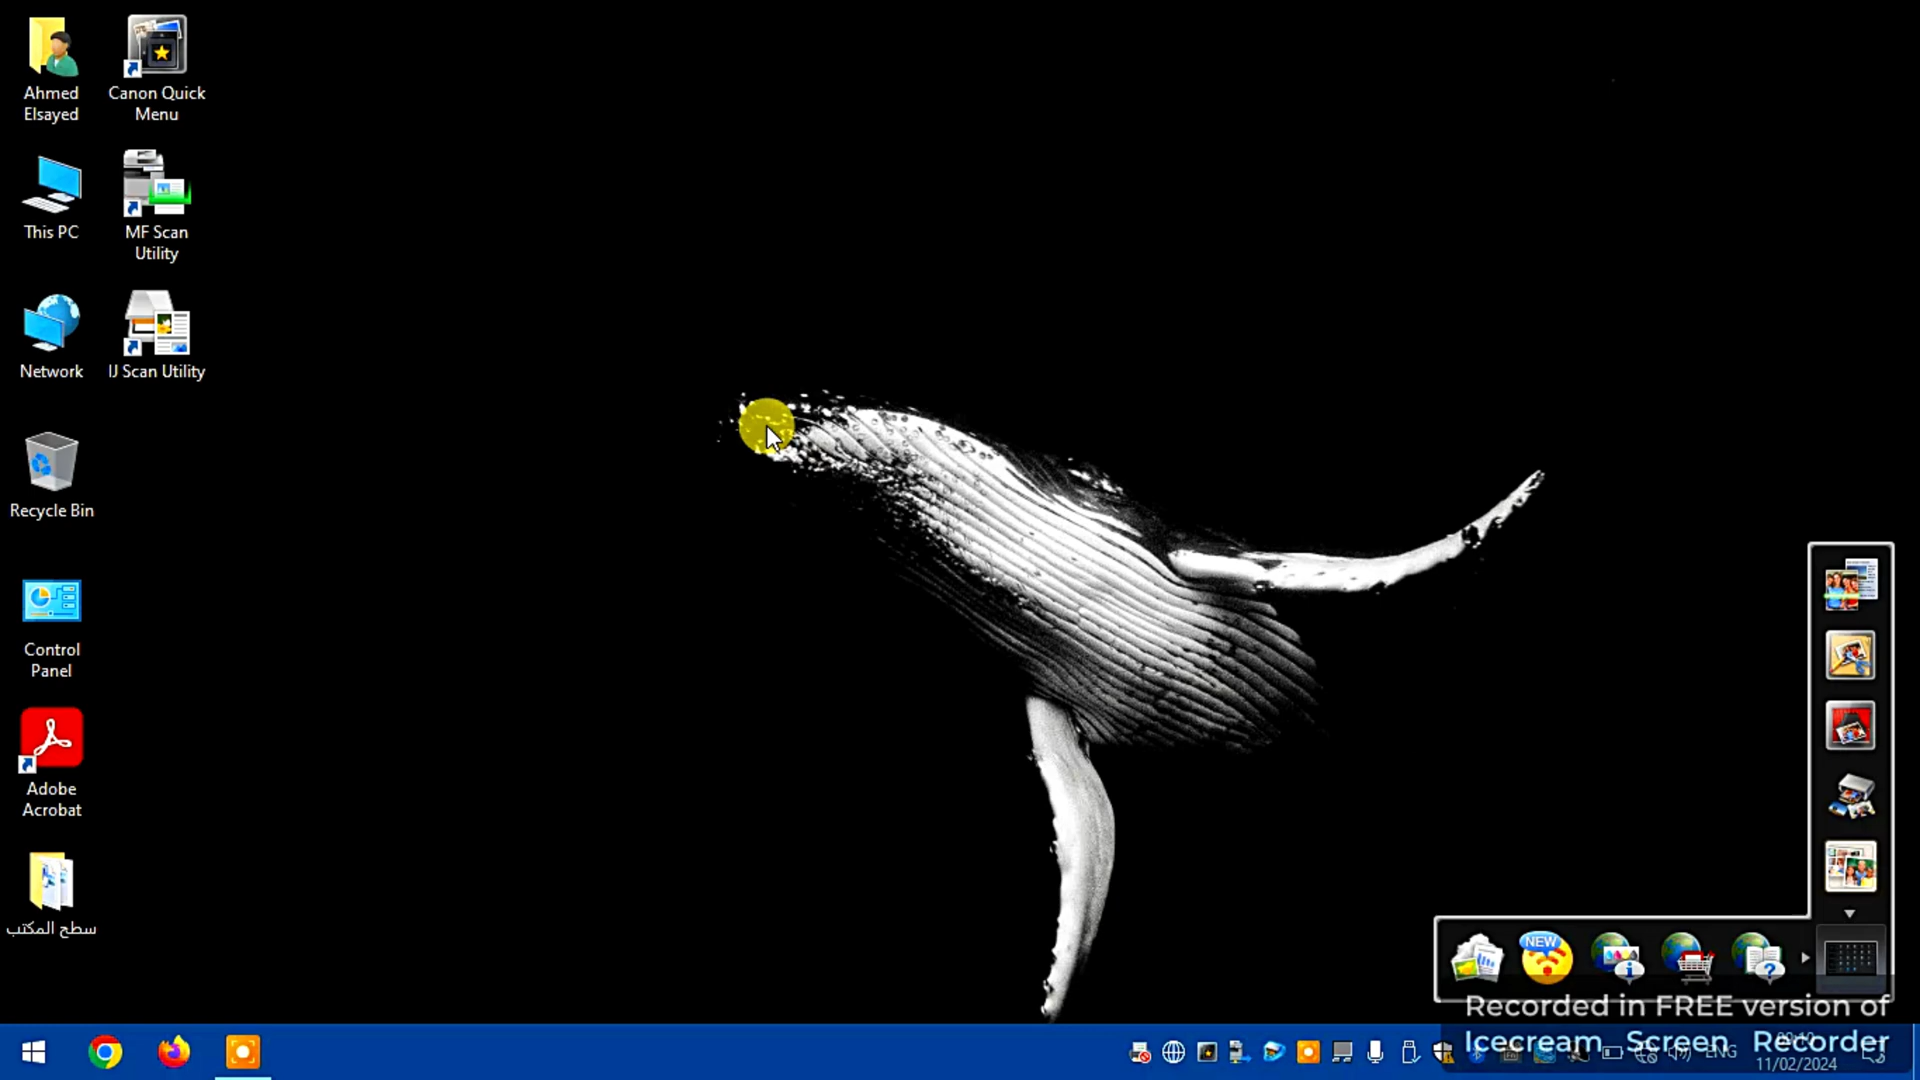 Ahmed
Elsayed
Canon Quick
Menu
This PC
MF Scan
Utility
Network
IJ Scan Utility
Recycle Bin
Control
Panel
Adobe
Acrobat
سطح المكتب
NEW
Recorded in FREE version of
Icecream Screen Recorder
ENG
11/02/2024